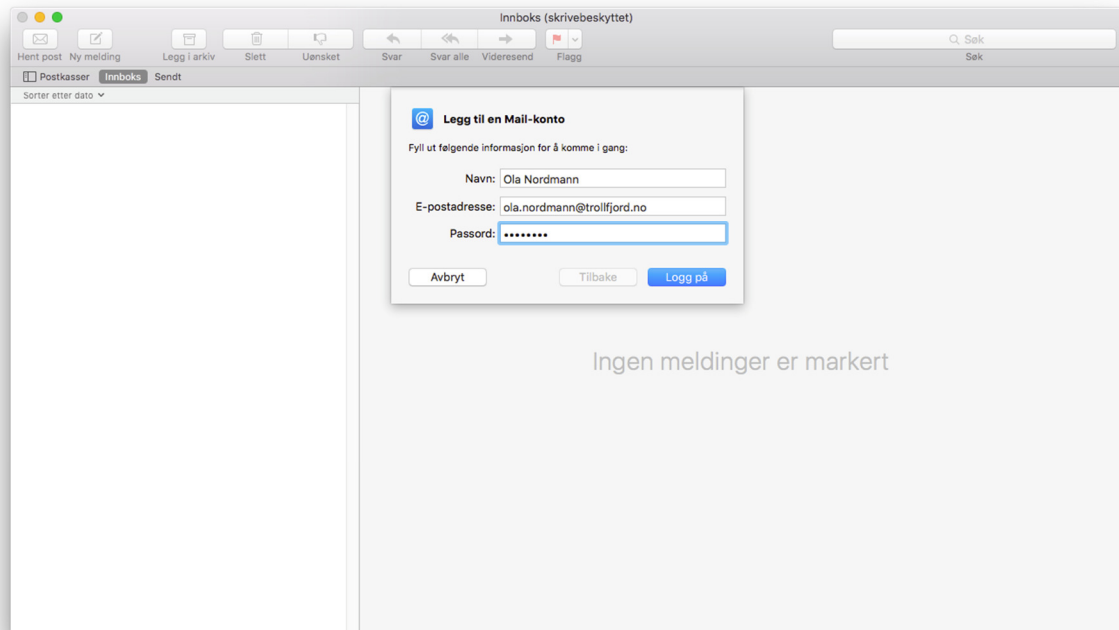 Innboks (skrivebeskyttet)
Søk
Hent post Ny melding Legg i arkiv Slett Uønsket Svar Svar alle Videresend Flagg Søk
Postkasser Innboks Sendt
Sorter etter dato
@ Legg til en Mail-konto
Fyll ut følgende informasjon for å komme i gang:
Navn: Ola Nordmann
E-postadresse: ola.nordmann@trollfjord.no
Passord: ••••••••
Avbryt Tilbake Logg på
Ingen meldinger er markert